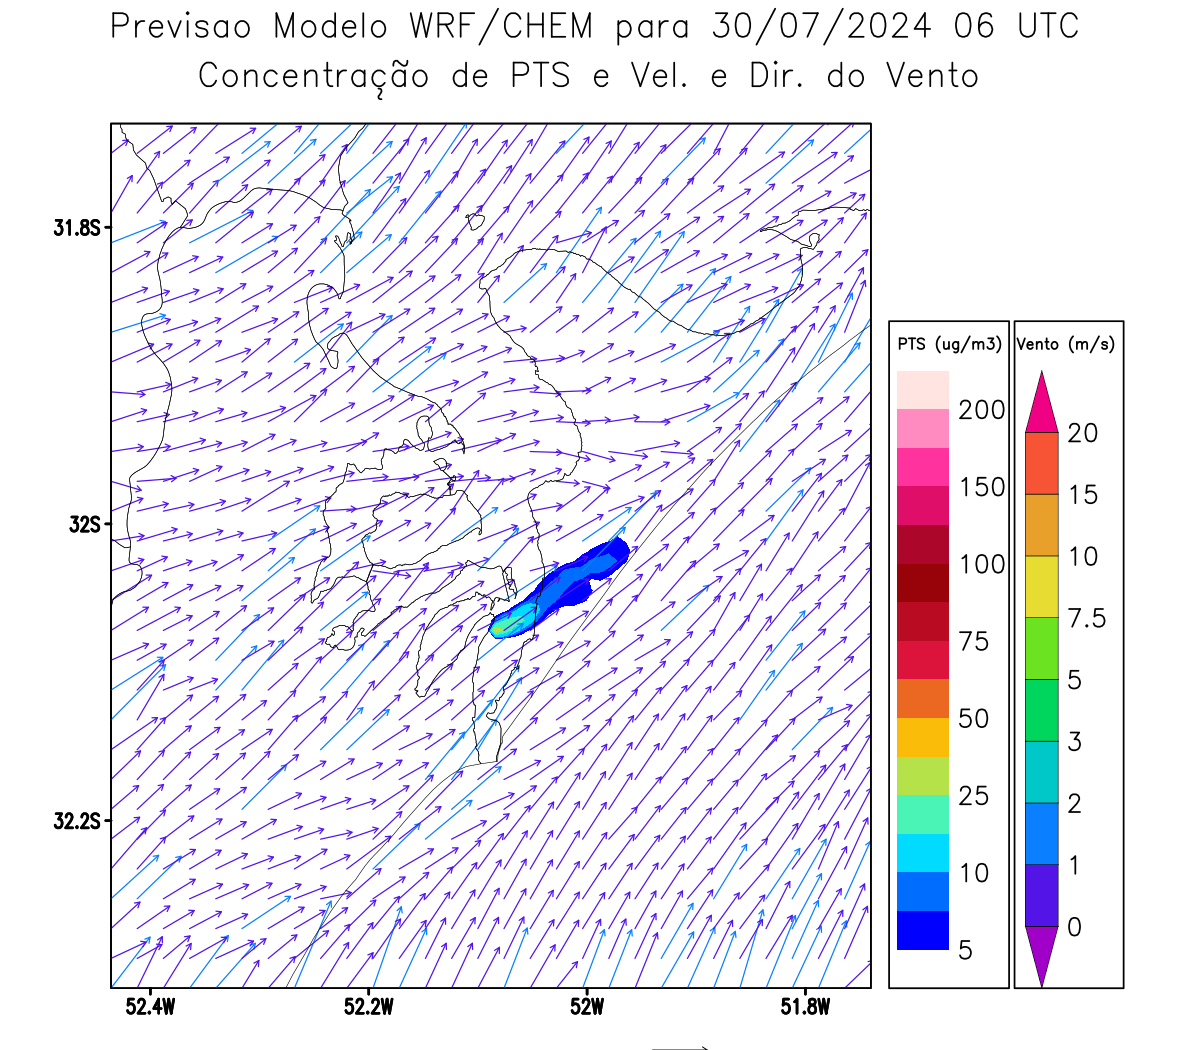 Previsao Modelo WRF/CHEM para 30/07/2024 06 UTC
Concentração de PTS e Vel. e Dir. do Vento
31.8S
32S
32.2S
52.4W 52.2W 52W 51.8W
PTS (ug/m3)
200
150
100
75
50
25
10
5
Vento (m/s)
20
15
10
7.5
5
3
2
1
0